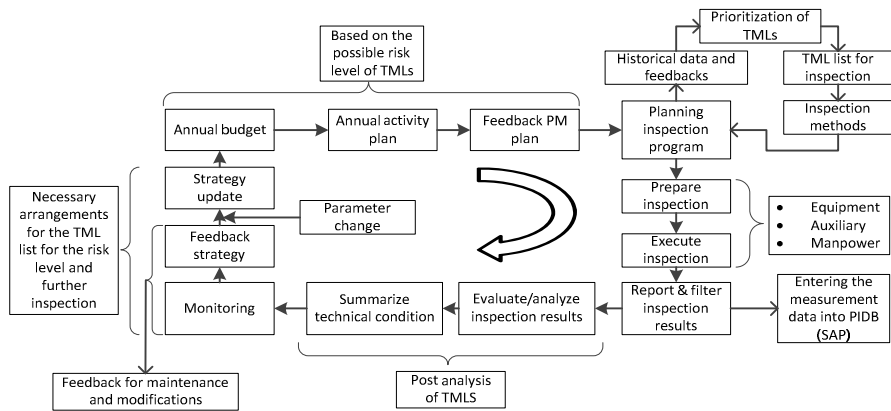 Based on the
possible risk
level of TMLs
Prioritization of
TMLs
Historical data and
feedbacks
TML list for
inspection
Inspection
methods
Annual budget
Annual activity
plan
Feedback PM
plan
Planning
inspection
program
Strategy
update
Prepare
inspection
Necessary
arrangements
for the TML
list for the risk
level and
further
inspection
Parameter
change
• Equipment
• Auxiliary
• Manpower
Feedback
strategy
Execute
inspection
Monitoring
Summarize
technical condition
Evaluate/analyze
inspection results
Report & filter
inspection
results
Entering the
measurement
data into PIDB
(SAP)
Feedback for maintenance
and modifications
Post analysis
of TMLS